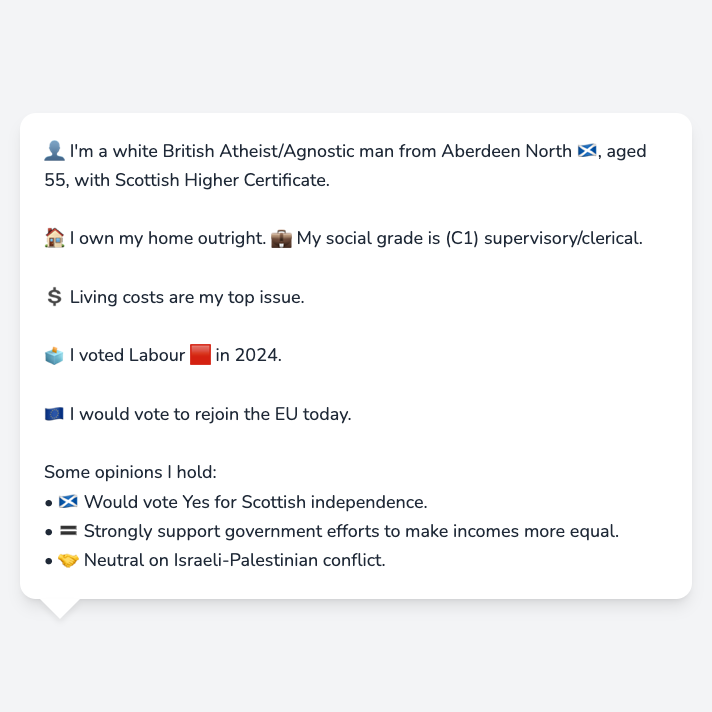 👤 I'm a white British Atheist/Agnostic man from Aberdeen North 🏴󠁧󠁢󠁳󠁣󠁴󠁿, aged
55, with Scottish Higher Certificate.
🏠 I own my home outright. 💼 My social grade is (C1) supervisory/clerical.
💲 Living costs are my top issue.
🗳️ I voted Labour 🟥 in 2024.
🇪🇺 I would vote to rejoin the EU today.
Some opinions I hold:
• 🏴󠁧󠁢󠁳󠁣󠁴󠁿 Would vote Yes for Scottish independence.
• 🟰 Strongly support government efforts to make incomes more equal.
• 🤝 Neutral on Israeli-Palestinian conflict.